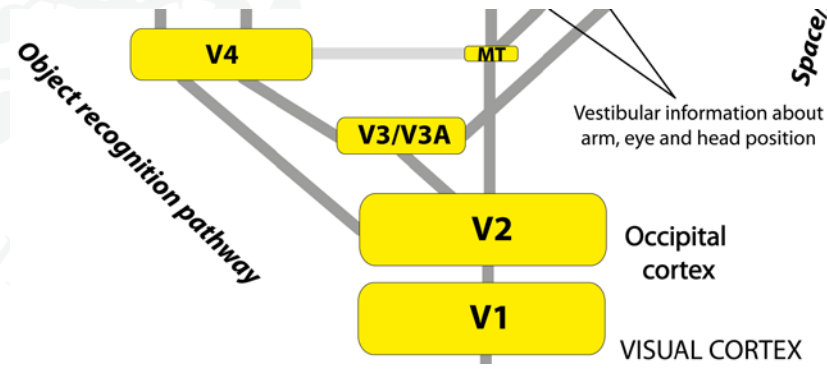 Space/
V4
MT
Object recognition pathway
Vestibular information about
arm, eye and head position
V3/V3A
V2
Occipital
cortex
V1
VISUAL CORTEX